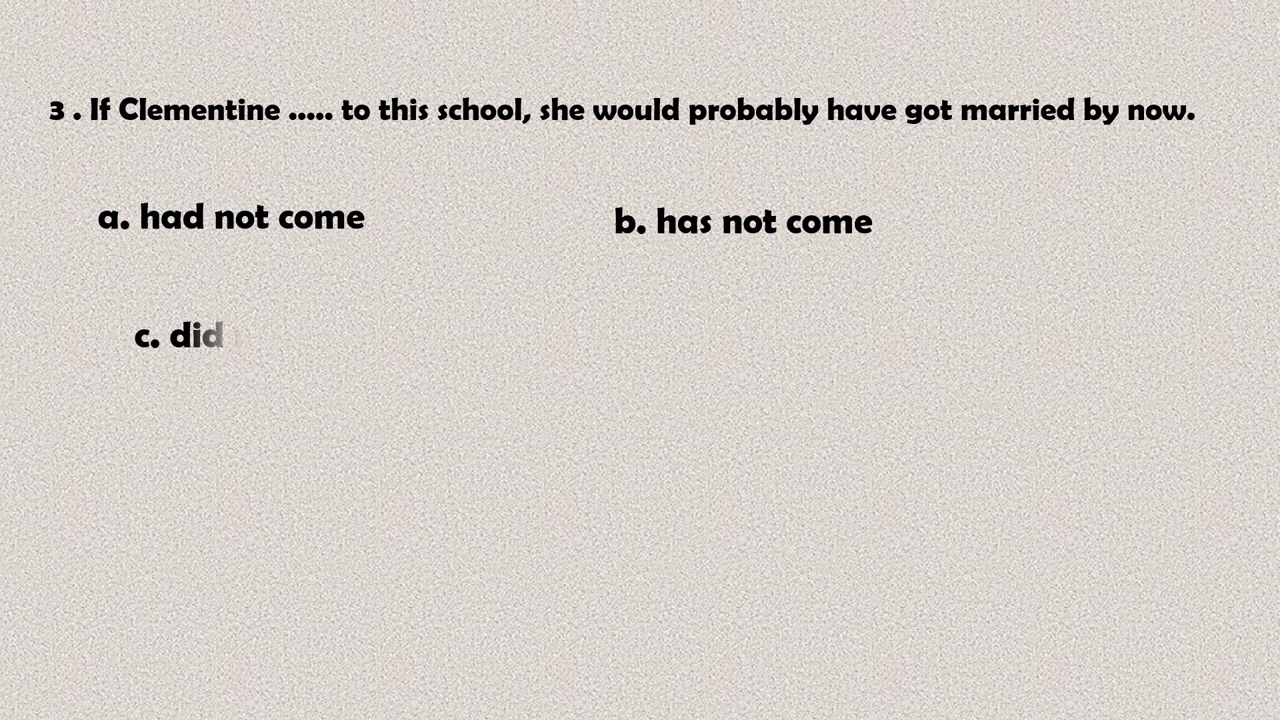 3 . If Clementine ..... to this school, she would probably have got married by now.
a. had not come
b. has not come
c. did